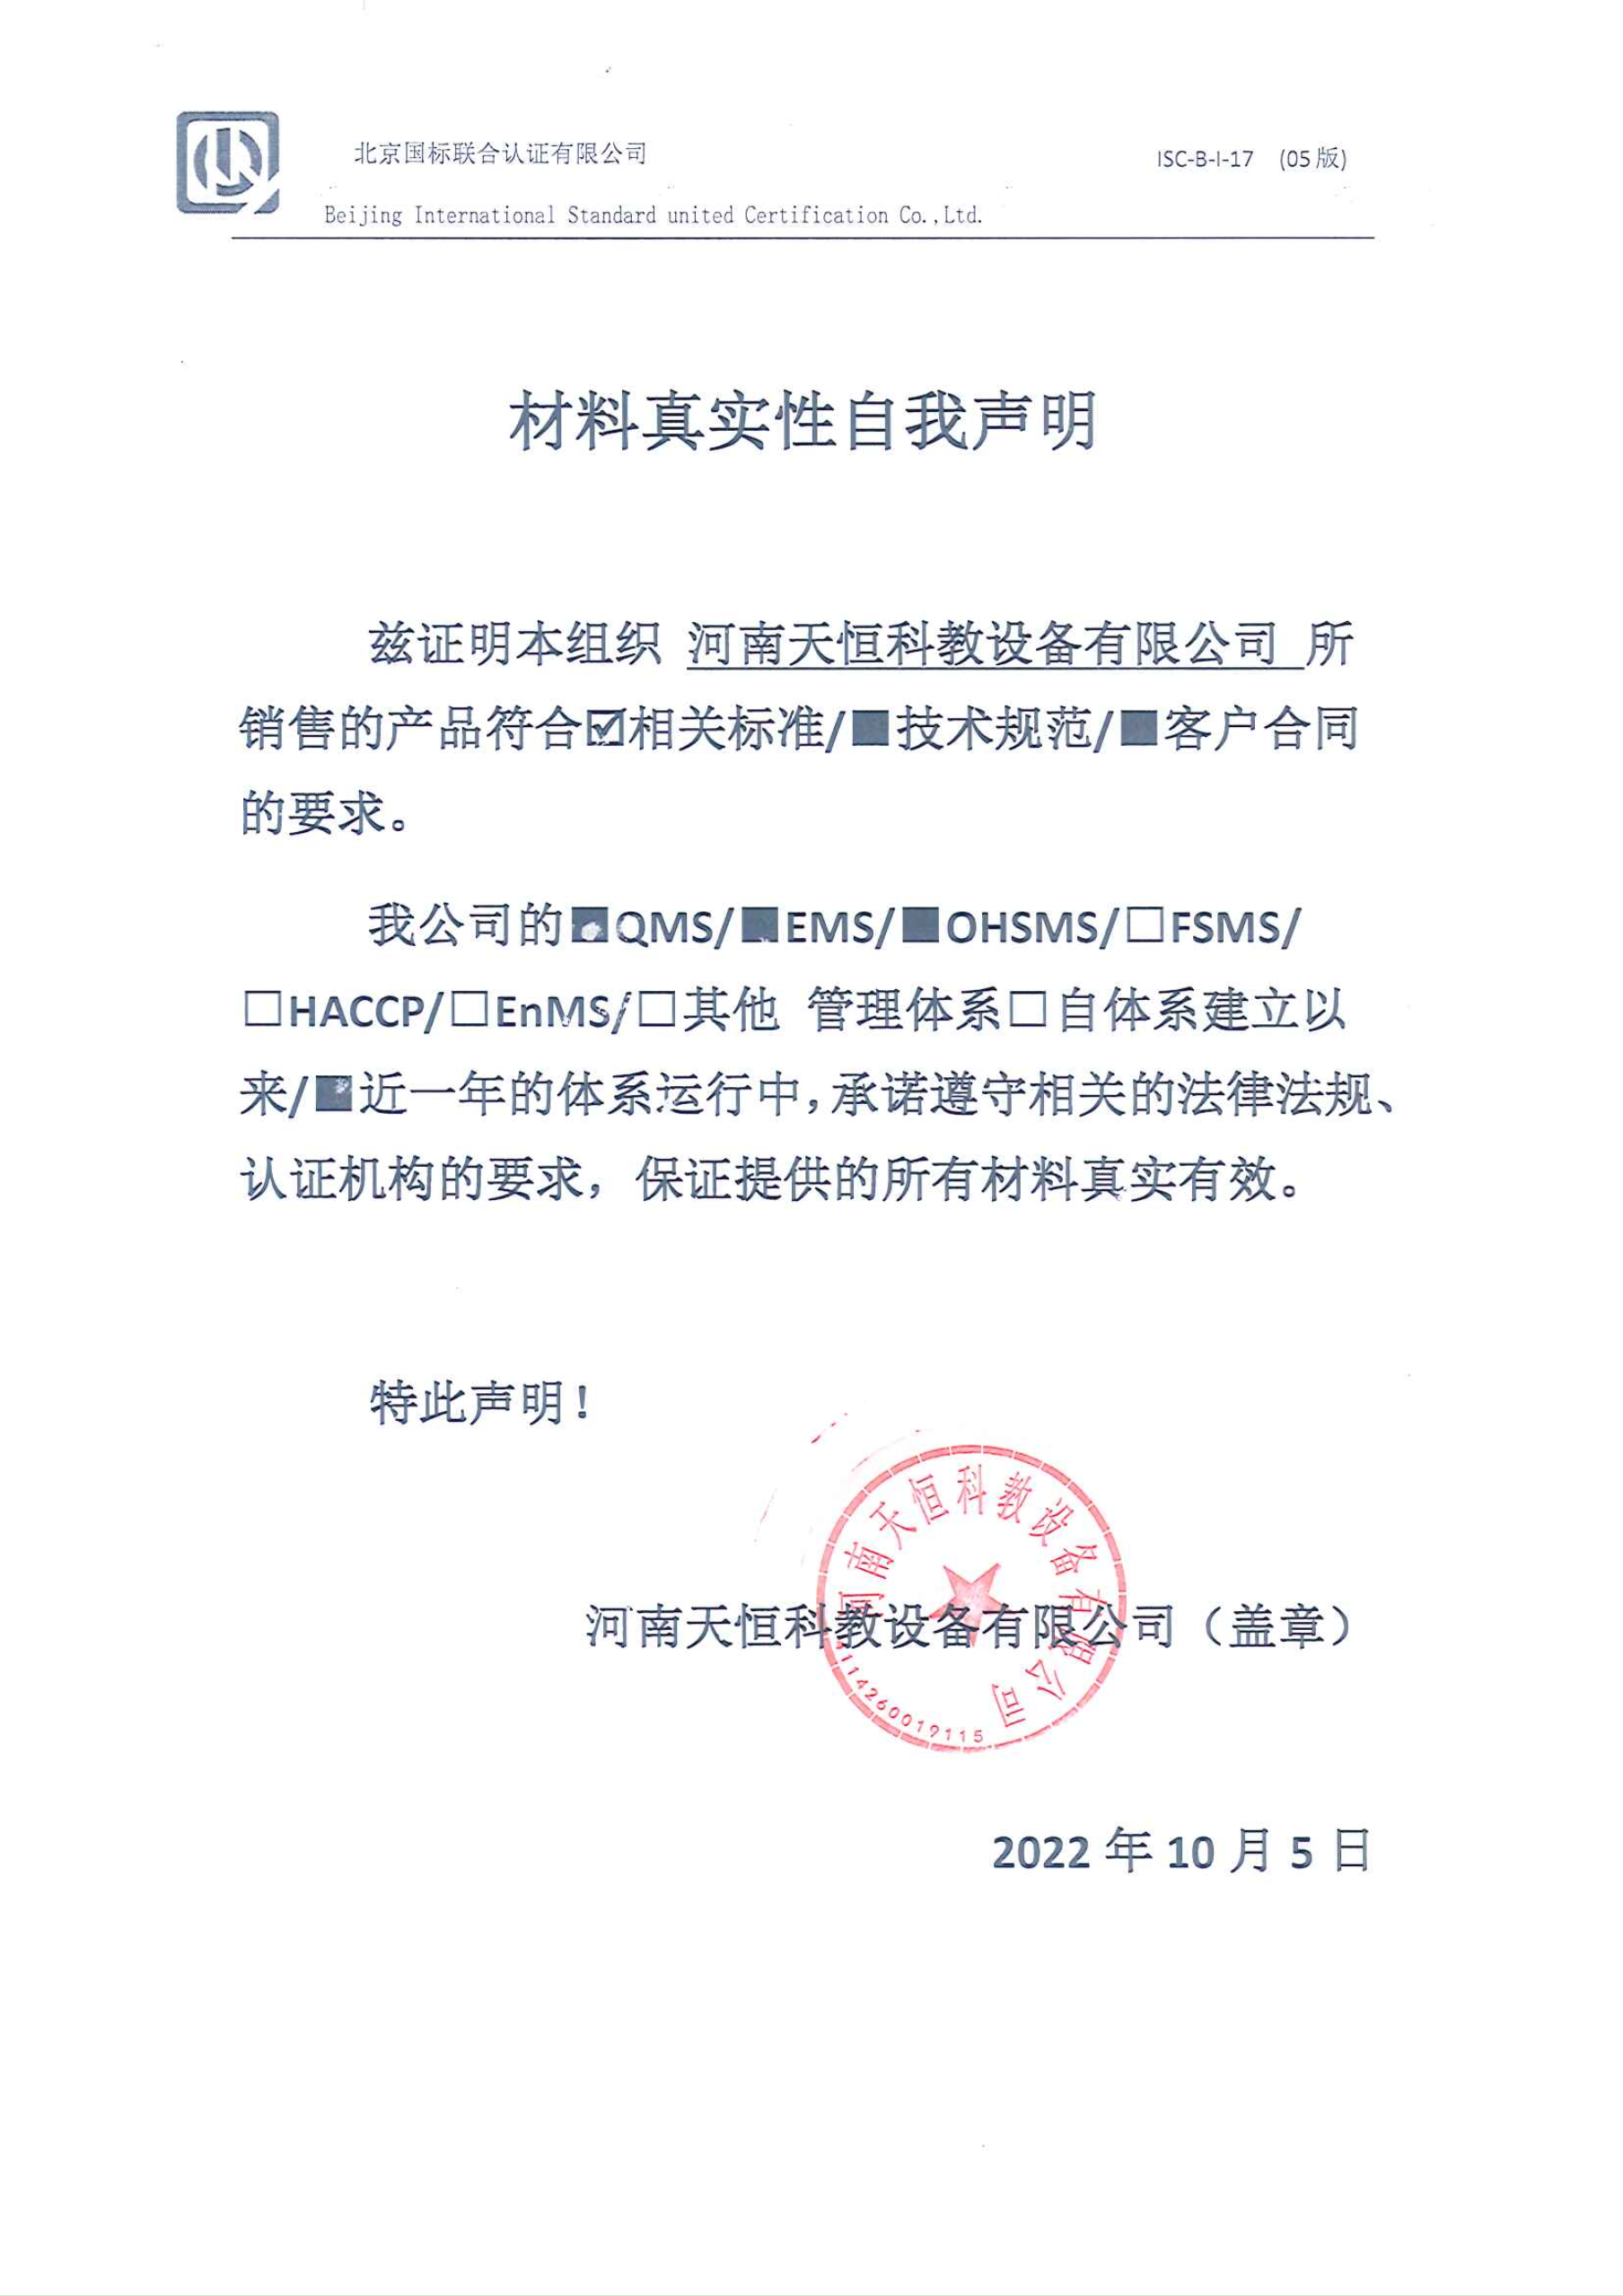 北京国标联合认证有限公司 ISC-B-I-17 (05版)
Beijing International Standard united Certification Co.,Ltd.
材料真实性自我声明
兹证明本组织 河南天恒科教设备有限公司 所
销售的产品符合☑相关标准/■技术规范/■客户合同
的要求。
我公司的■QMS/■EMS/■OHSMS/□FSMS/
□HACCP/□EnMS/□其他 管理体系□自体系建立以
来/■近一年的体系运行中,承诺遵守相关的法律法规、
认证机构的要求，保证提供的所有材料真实有效。
特此声明！
河南天恒科教设备有限公司
河南天恒科教设备有限公司（盖章）
4114260019115
2022 年 10 月 5 日